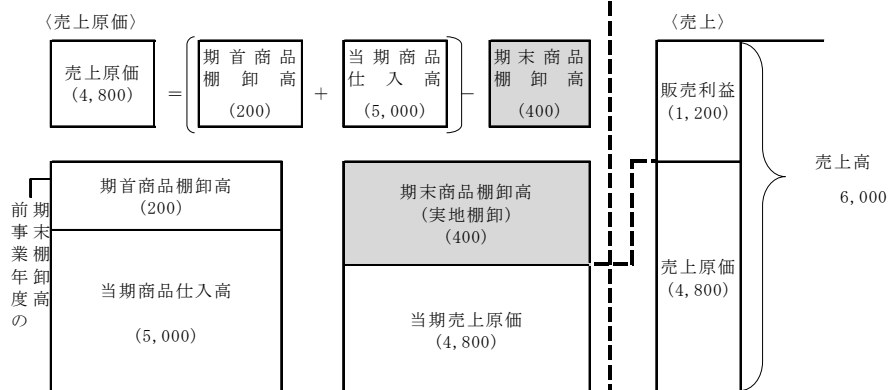 〈売上原価〉
売上原価
(4,800)
＝
期首商品
棚卸高
(200)
＋
当期商品
仕入高
(5,000)
－
期末商品
棚卸高
(400)
期首商品棚卸高
(200)
当期商品仕入高
(5,000)
前事業年度の
期末棚卸高
期末商品棚卸高
(実地棚卸)
(400)
当期売上原価
(4,800)
〈売上〉
販売利益
(1,200)
売上原価
(4,800)
売上高
6,000